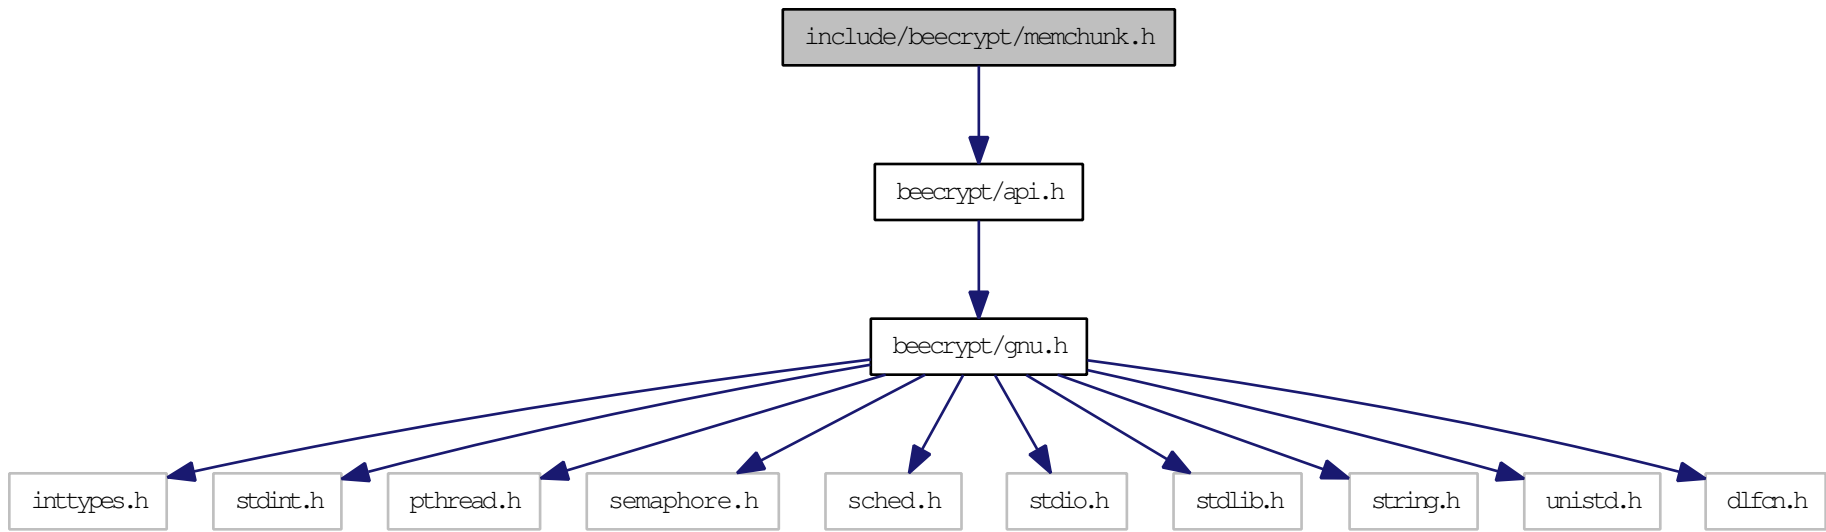 include/beecrypt/memchunk.h
beecrypt/api.h
beecrypt/gnu.h
inttypes.h
stdint.h
pthread.h
semaphore.h
sched.h
stdio.h
stdlib.h
string.h
unistd.h
dlfcn.h